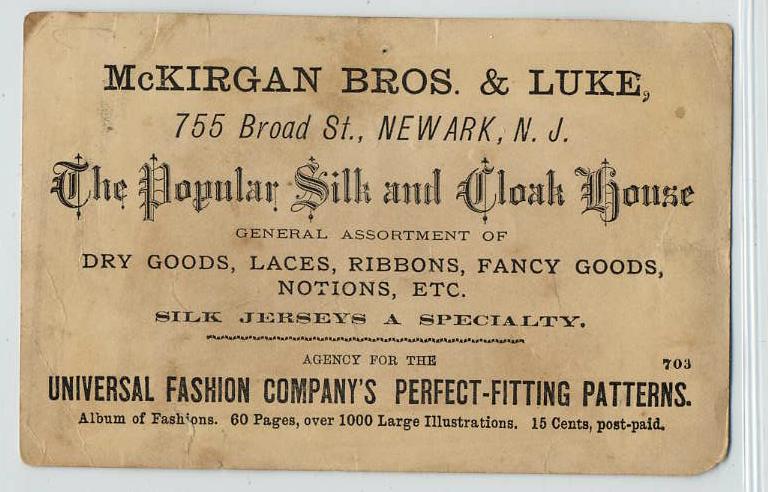 McKIRGAN BROS. & LUKE,
755 Broad St., NEWARK, N. J.
The Popular Silk and Cloak House
GENERAL ASSORTMENT OF
DRY GOODS, LACES, RIBBONS, FANCY GOODS,
NOTIONS, ETC.
SILK JERSEYS A SPECIALTY.
AGENCY FOR THE 703
UNIVERSAL FASHION COMPANY'S PERFECT-FITTING PATTERNS.
Album of Fashions. 60 Pages, over 1000 Large Illustrations. 15 Cents, post-paid.